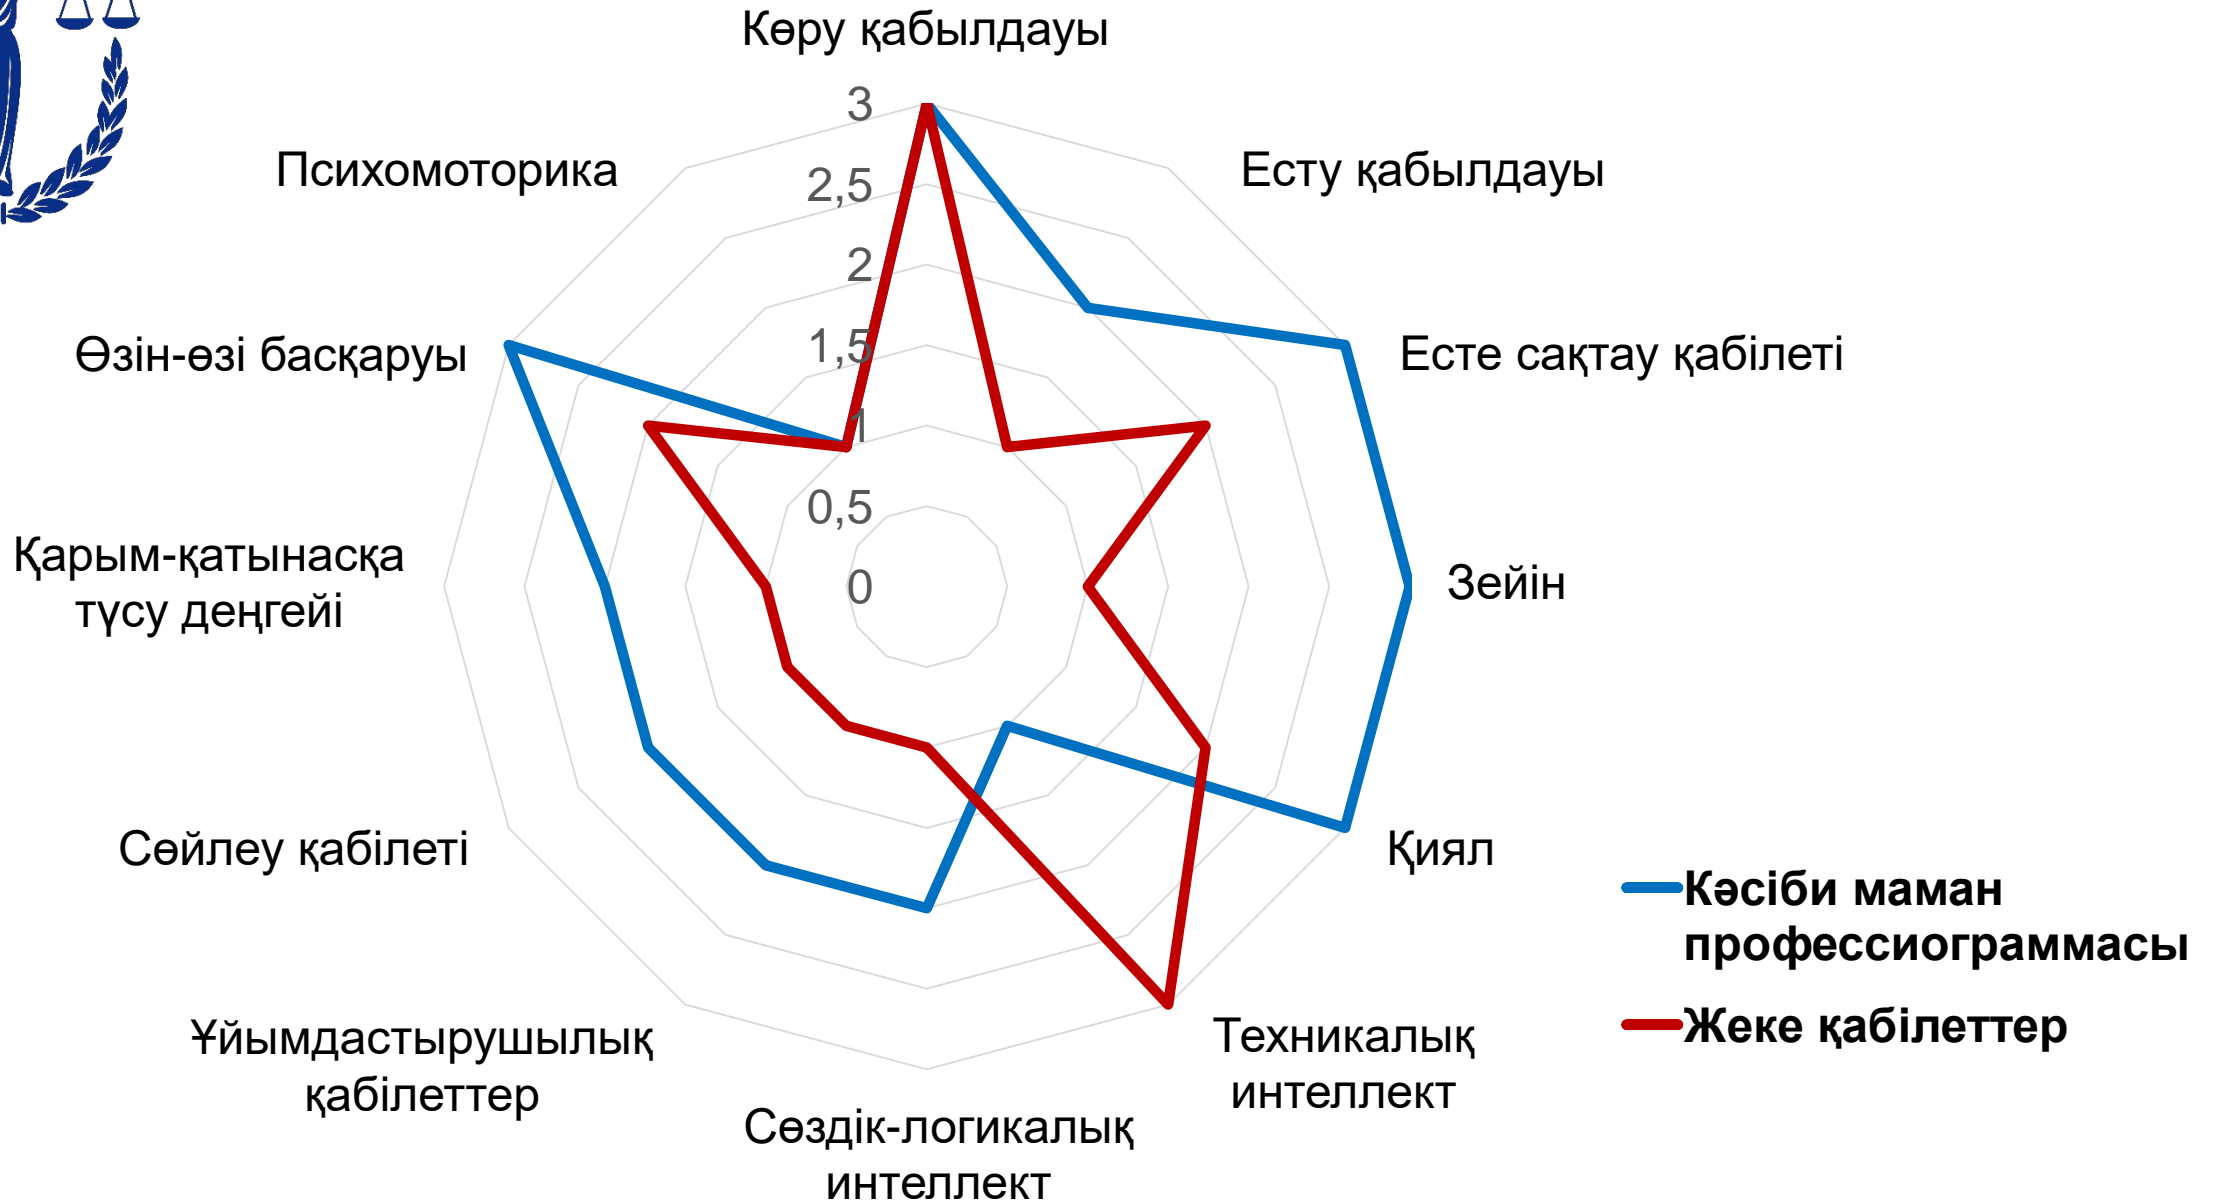 Көру қабылдауы
Есту қабылдауы
Есте сақтау қабілеті
Зейін
Қиял
Техникалық
интеллект
Сөздік-логикалық
интеллект
Ұйымдастырушылық
қабілеттер
Сөйлеу қабілеті
Қарым-қатынасқа
түсу деңгейі
Өзін-өзі басқаруы
Психомоторика
3
2,5
2
1,5
1
0,5
0
Кәсіби маман
профессиограммасы
Жеке қабілеттер